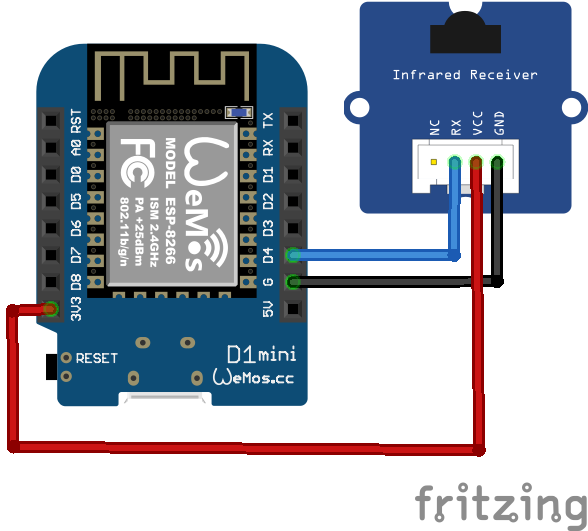 Infrared Receiver
NC
RX
VCC
GND
RST
A0
D0
D5
D6
D7
D8
3V3
TX
RX
D1
D2
D3
D4
G
5V
WeMos
MODEL ESP-8266
ISM 2.4GHz
PA +25dBm
802.11b/g/n
FC
RESET
D1mini
WeMos.cc
fritzing